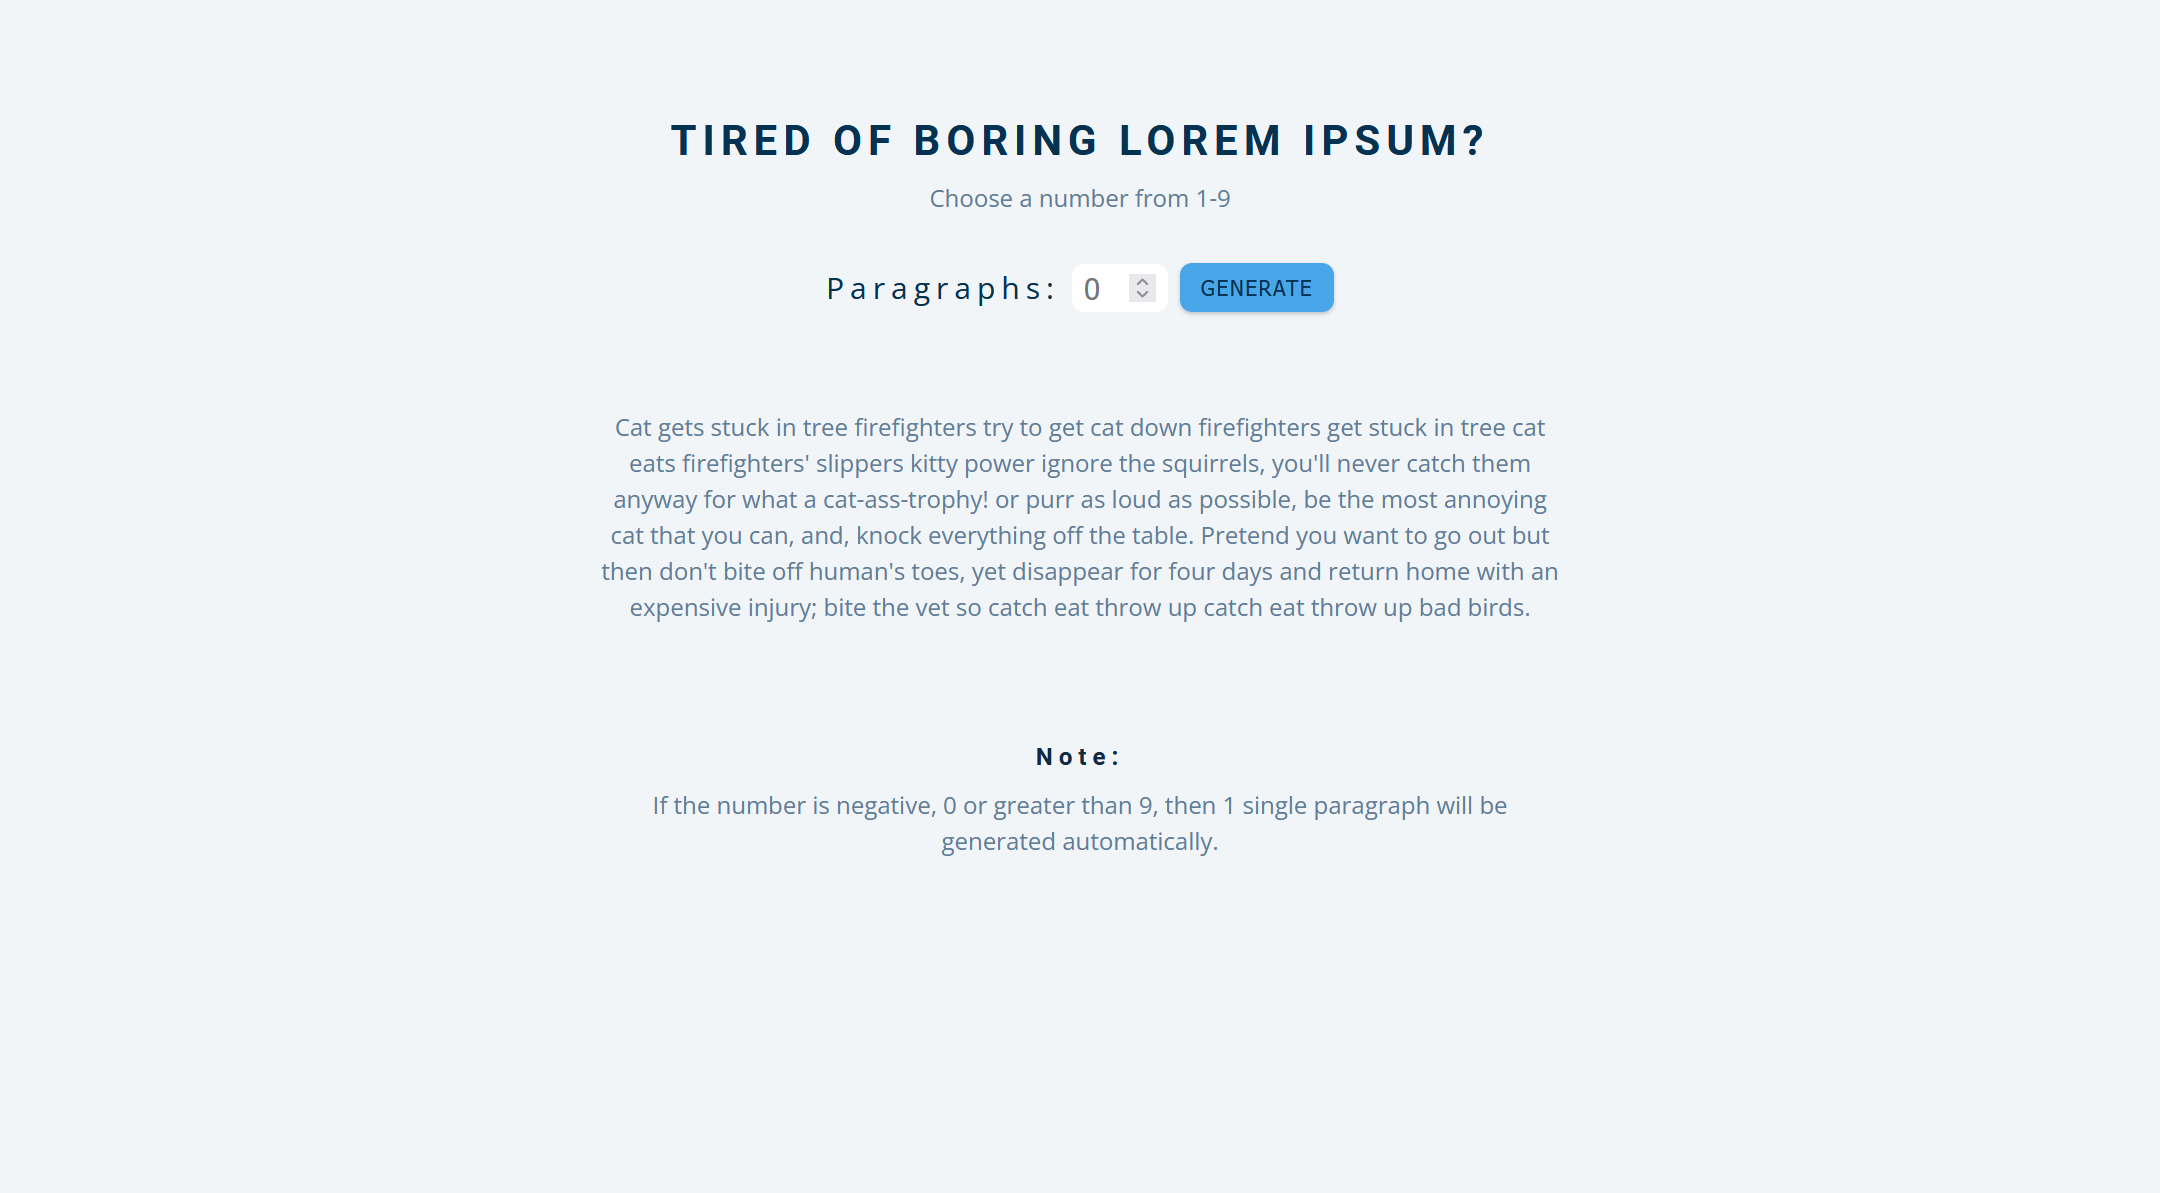 TIRED OF BORING LOREM IPSUM?
Choose a number from 1-9
Paragraphs: 0 GENERATE
Cat gets stuck in tree firefighters try to get cat down firefighters get stuck in tree cat
eats firefighters' slippers kitty power ignore the squirrels, you'll never catch them
anyway for what a cat-ass-trophy! or purr as loud as possible, be the most annoying
cat that you can, and, knock everything off the table. Pretend you want to go out but
then don't bite off human's toes, yet disappear for four days and return home with an
expensive injury; bite the vet so catch eat throw up catch eat throw up bad birds.
Note:
If the number is negative, 0 or greater than 9, then 1 single paragraph will be
generated automatically.